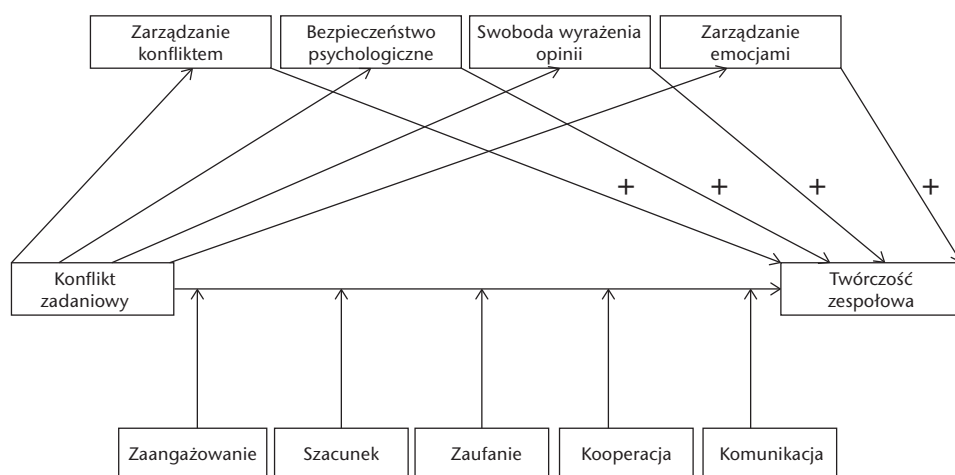 Zarządzanie
konfliktem
Bezpieczeństwo
psychologiczne
Swoboda wyrażenia
opinii
Zarządzanie
emocjami
+
+
+
+
Konflikt
zadaniowy
Twórczość
zespołowa
Zaangażowanie
Szacunek
Zaufanie
Kooperacja
Komunikacja